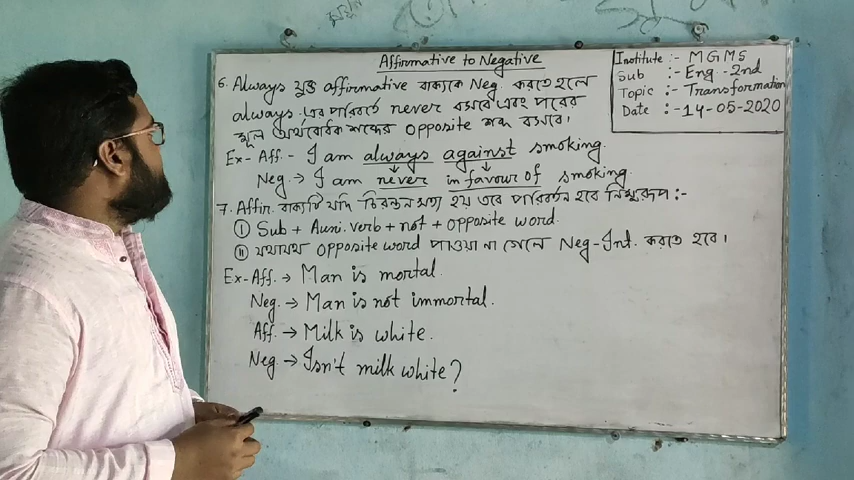 Affirmative to Negative
Institute :- MGMS
Sub :- Eng-2nd
Topic :- Transformation
Date :- 14-05-2020
6. Always যুক্ত affirmative বাক্যকে Neg. করতে হলে
always এর পরিবর্তে never বসাবে এবং পরের
মূল অর্থবোধক শব্দের opposite শব্দ বসাবে।
Ex- Aff. - I am always against smoking.
Neg. → I am never in favour of smoking.
7. Affir. বাক্যটি যদি চিরন্তন সত্য হয় তবে পরিবর্তন হবে নিম্নরূপ :-
(i) Sub + Auxi. verb + not + opposite word.
(ii) যথাযথ opposite word পাওয়া না গেলে Neg-Int. করতে হবে।
Ex- Aff. → Man is mortal.
Neg. → Man is not immortal.
Aff. → Milk is white.
Neg. → Isn't milk white?